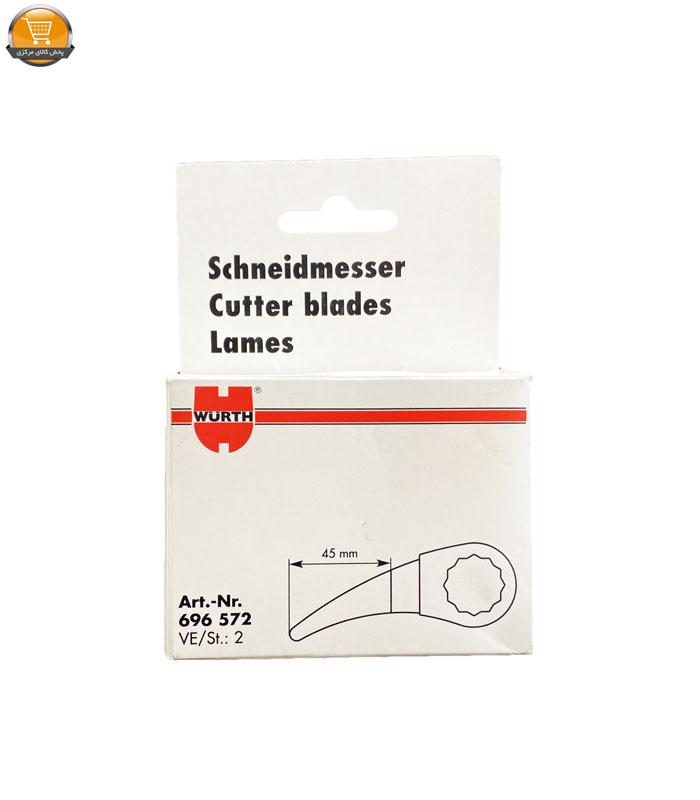 پخش کالای مرکزی
Schneidmesser
Cutter blades
Lames
WÜRTH
®
45 mm
Art.-Nr.
696 572
VE/St.: 2